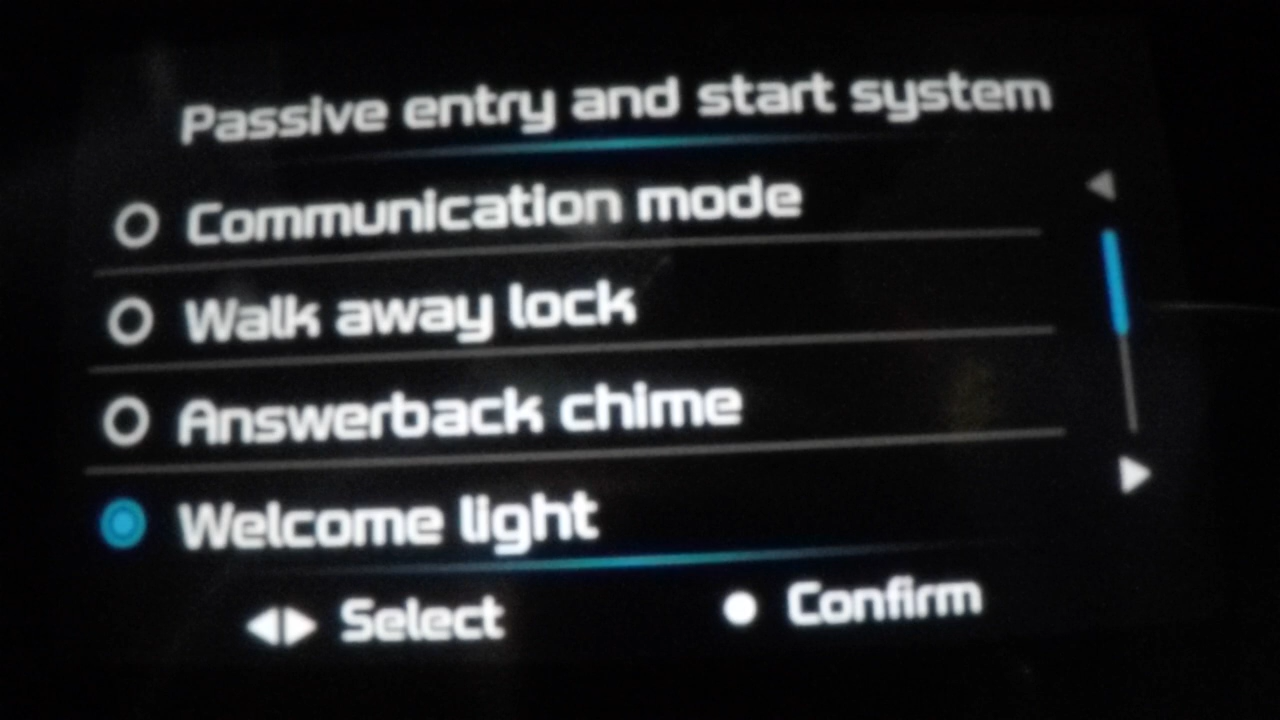 Passive entry and start system
Communication mode
Walk away lock
Answerback chime
Welcome light
Select
Confirm